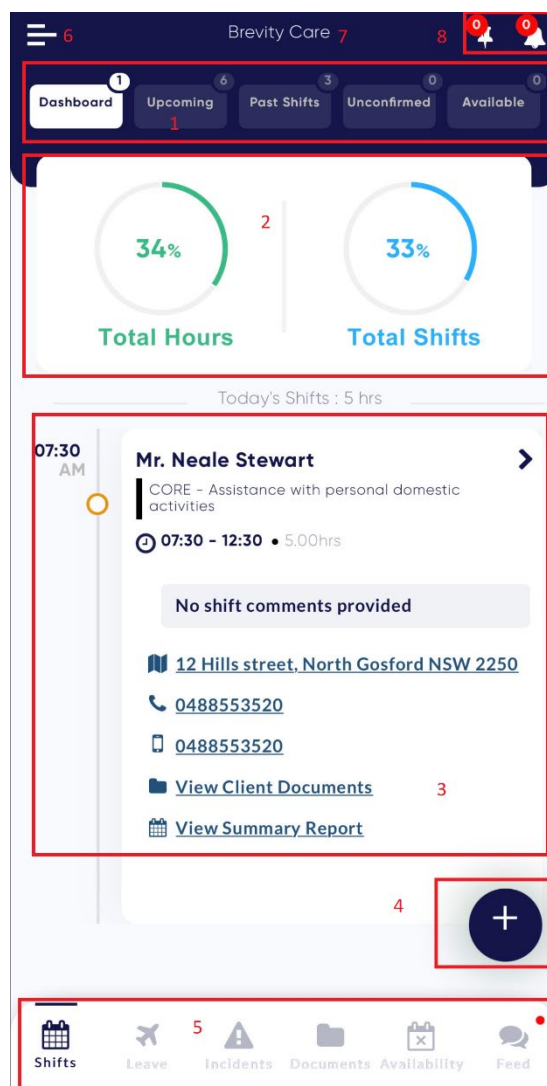 6 Brevity Care 7 8 0 0
1 6 3 0 0
Dashboard Upcoming Past Shifts Unconfirmed Available
1
2
34% 33%
Total Hours Total Shifts
Today's Shifts : 5 hrs
07:30
AM
Mr. Neale Stewart
CORE - Assistance with personal domestic
activities
07:30 - 12:30 • 5.00hrs
No shift comments provided
12 Hills street, North Gosford NSW 2250
0488553520
0488553520
View Client Documents 3
View Summary Report
4 +
5
Shifts Leave Incidents Documents Availability Feed